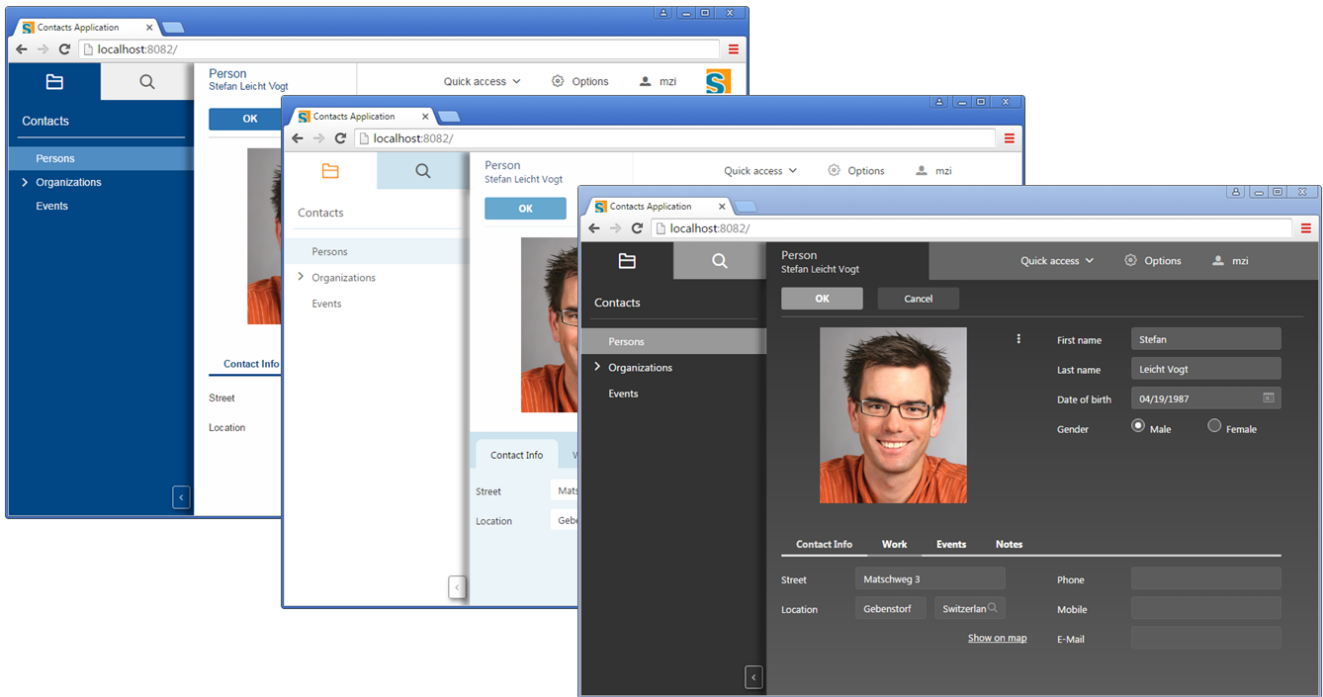 Contacts Application
localhost:8082/
Person
Stefan Leicht Vogt
Quick access
Options
mzi
Contacts
OK
Persons
Organizations
Events
Contact Info
Street
Location
Contacts Application
localhost:8082/
Person
Stefan Leicht Vogt
Quick access
Options
mzi
Contacts
OK
Persons
Organizations
Events
Contact Info
Street
Location
Contacts Application
localhost:8082/
Person
Stefan Leicht Vogt
Quick access
Options
mzi
Contacts
OK
Cancel
Persons
Organizations
Events
First name
Stefan
Last name
Leicht Vogt
Date of birth
04/19/1987
Gender
Male
Female
Contact Info
Work
Events
Notes
Street
Matschweg 3
Phone
Location
Gebenstorf
Switzerlan
Mobile
Show on map
E-Mail